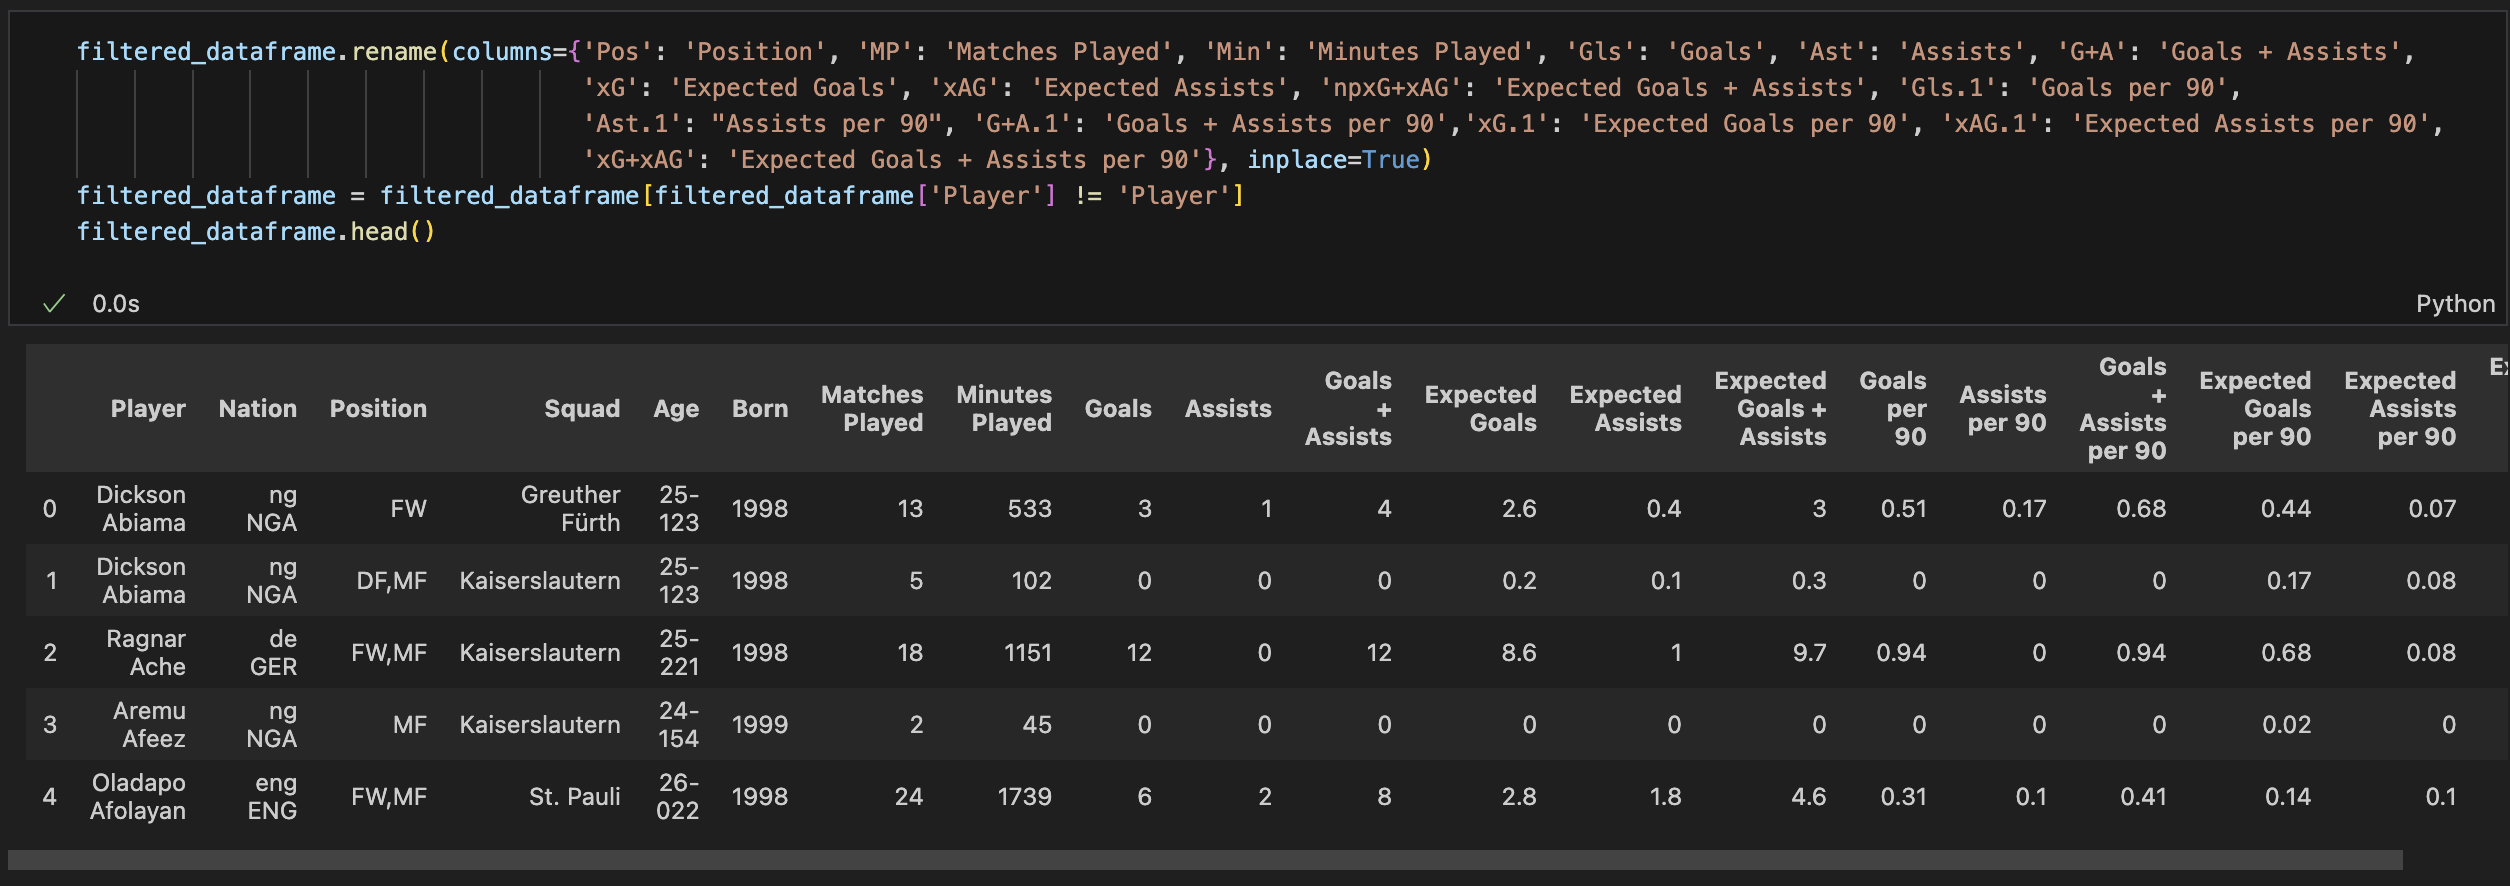 filtered_dataframe.rename(columns={'Pos': 'Position', 'MP': 'Matches Played', 'Min': 'Minutes Played', 'Gls': 'Goals', 'Ast': 'Assists', 'G+A': 'Goals + Assists',
'xG': 'Expected Goals', 'xAG': 'Expected Assists', 'npxG+xAG': 'Expected Goals + Assists', 'Gls.1': 'Goals per 90',
'Ast.1': "Assists per 90", 'G+A.1': 'Goals + Assists per 90','xG.1': 'Expected Goals per 90', 'xAG.1': 'Expected Assists per 90',
'xG+xAG': 'Expected Goals + Assists per 90'}, inplace=True)
filtered_dataframe = filtered_dataframe[filtered_dataframe['Player'] != 'Player']
filtered_dataframe.head()
0.0s Python
Player Nation Position Squad Age Born Matches Played Minutes Played Goals Assists Goals + Assists Expected Goals Expected Assists Expected Goals + Assists Goals per 90 Assists per 90 Goals + Assists per 90 Expected Goals per 90 Expected Assists per 90
0 Dickson Abiama ng NGA FW Greuther Fürth 25-123 1998 13 533 3 1 4 2.6 0.4 3 0.51 0.17 0.68 0.44 0.07
1 Dickson Abiama ng NGA DF,MF Kaiserslautern 25-123 1998 5 102 0 0 0 0.2 0.1 0.3 0 0 0 0.17 0.08
2 Ragnar Ache de GER FW,MF Kaiserslautern 25-221 1998 18 1151 12 0 12 8.6 1 9.7 0.94 0 0.94 0.68 0.08
3 Aremu Afeez ng NGA MF Kaiserslautern 24-154 1999 2 45 0 0 0 0 0 0 0 0 0 0.02 0
4 Oladapo Afolayan eng ENG FW,MF St. Pauli 26-022 1998 24 1739 6 2 8 2.8 1.8 4.6 0.31 0.1 0.41 0.14 0.1